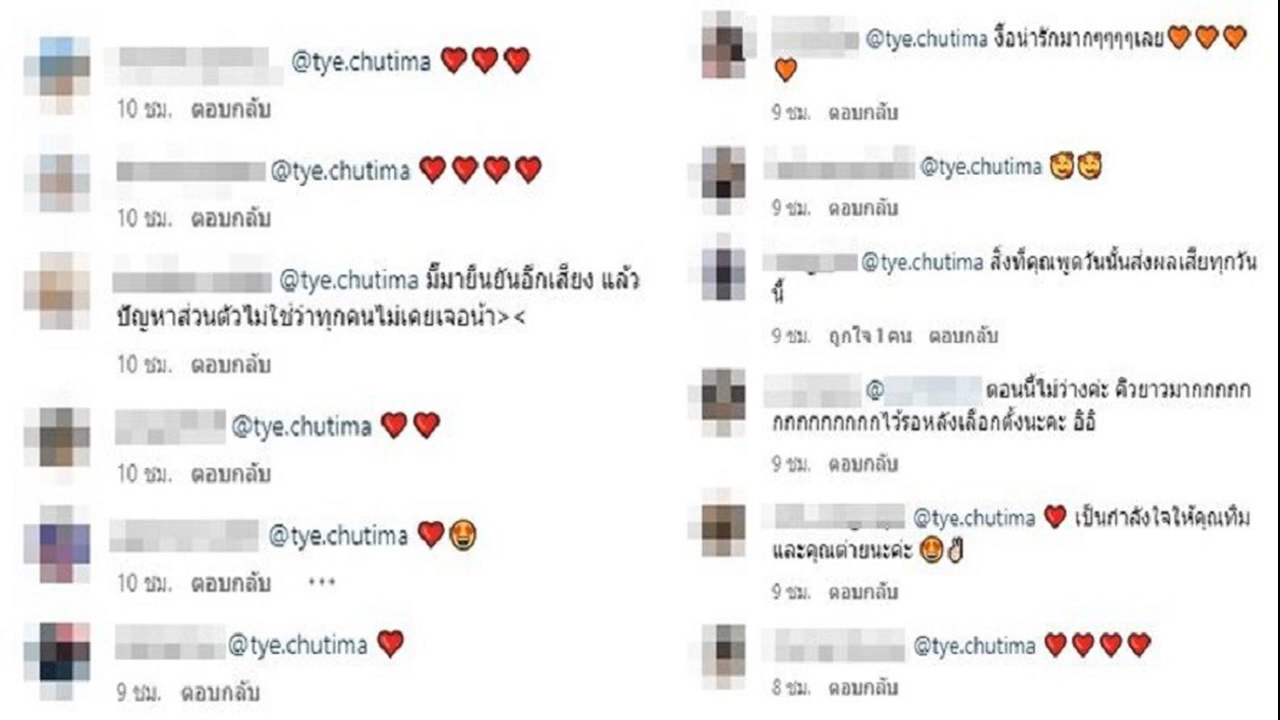 @tye.chutima ❤️❤️❤️
10 ชม. ตอบกลับ
@tye.chutima ❤️❤️❤️❤️
10 ชม. ตอบกลับ
@tye.chutima มี๊มายืนยันอีกเสียง แล้ว
ปัญหาส่วนตัวไม่ใช่ว่าทุกคนไม่เคยเจอน้า><
10 ชม. ตอบกลับ
@tye.chutima ❤️❤️
10 ชม. ตอบกลับ
@tye.chutima ❤️🤩
10 ชม. ตอบกลับ ...
@tye.chutima ❤️
9 ชม. ตอบกลับ
@tye.chutima งื้อน่ารักมากๆๆๆๆเลย🧡🧡🧡
🧡
9 ชม. ตอบกลับ
@tye.chutima 🥰🥰
9 ชม. ตอบกลับ
@tye.chutima สิ่งที่คุณพูดวันนั้นส่งผลเสียทุกวัน
นี้
9 ชม. ถูกใจ 1 คน ตอบกลับ
@ ตอนนี้ไม่ว่างค่ะ คิวยาวมากกกกก
กกกกกกกกกกไว้รอหลังเลือกตั้งนะคะ อิอิ
9 ชม. ตอบกลับ
@tye.chutima ❤️ เป็นกำลังใจให้คุณทิม
และคุณต่ายนะค่ะ 🤩✌🏻
9 ชม. ตอบกลับ
@tye.chutima ❤️❤️❤️❤️
8 ชม. ตอบกลับ